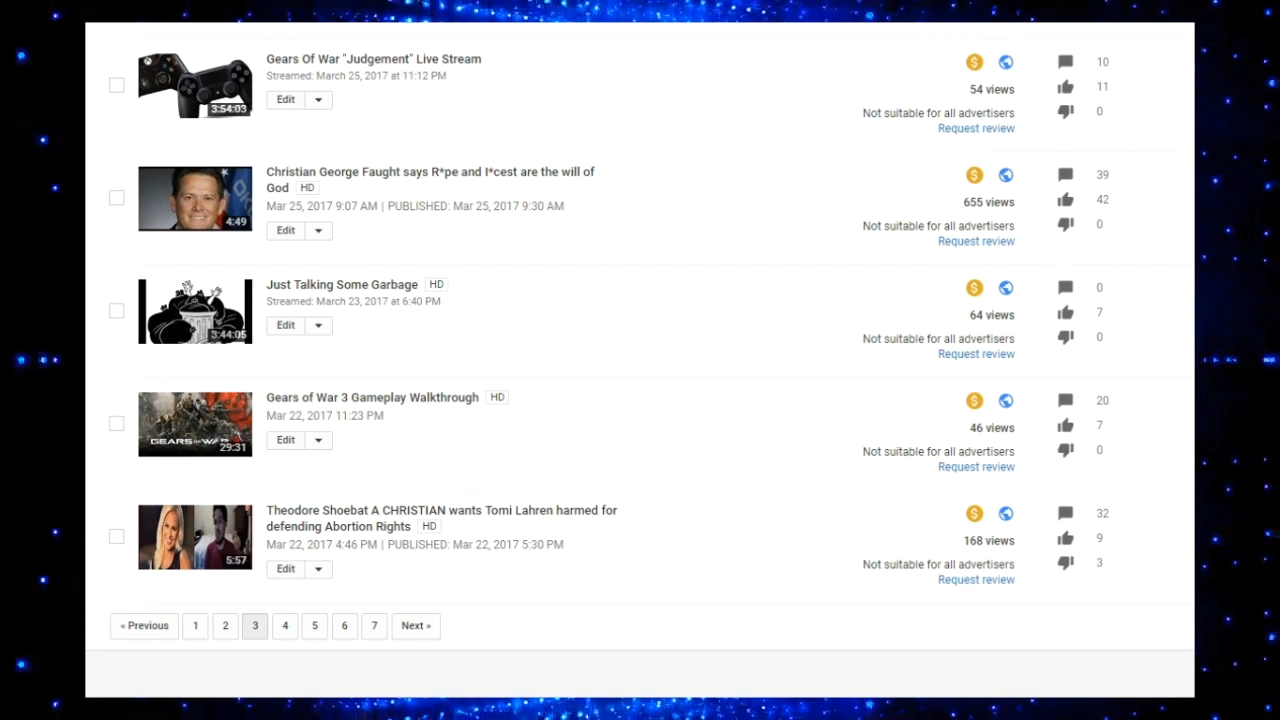 Gears Of War "Judgement" Live Stream
Streamed: March 25, 2017 at 11:12 PM
3:54:03
Edit
54 views
Not suitable for all advertisers
Request review
10
11
0
Christian George Faught says R*pe and I*cest are the will of
God HD
Mar 25, 2017 9:07 AM | PUBLISHED: Mar 25, 2017 9:30 AM
4:49
Edit
655 views
Not suitable for all advertisers
Request review
39
42
0
Just Talking Some Garbage HD
Streamed: March 23, 2017 at 6:40 PM
3:44:05
Edit
64 views
Not suitable for all advertisers
Request review
0
7
0
Gears of War 3 Gameplay Walkthrough HD
Mar 22, 2017 11:23 PM
GEARS OF WAR
29:31
Edit
46 views
Not suitable for all advertisers
Request review
20
7
0
Theodore Shoebat A CHRISTIAN wants Tomi Lahren harmed for
defending Abortion Rights HD
Mar 22, 2017 4:46 PM | PUBLISHED: Mar 22, 2017 5:30 PM
5:57
Edit
168 views
Not suitable for all advertisers
Request review
32
9
3
« Previous 1 2 3 4 5 6 7 Next »